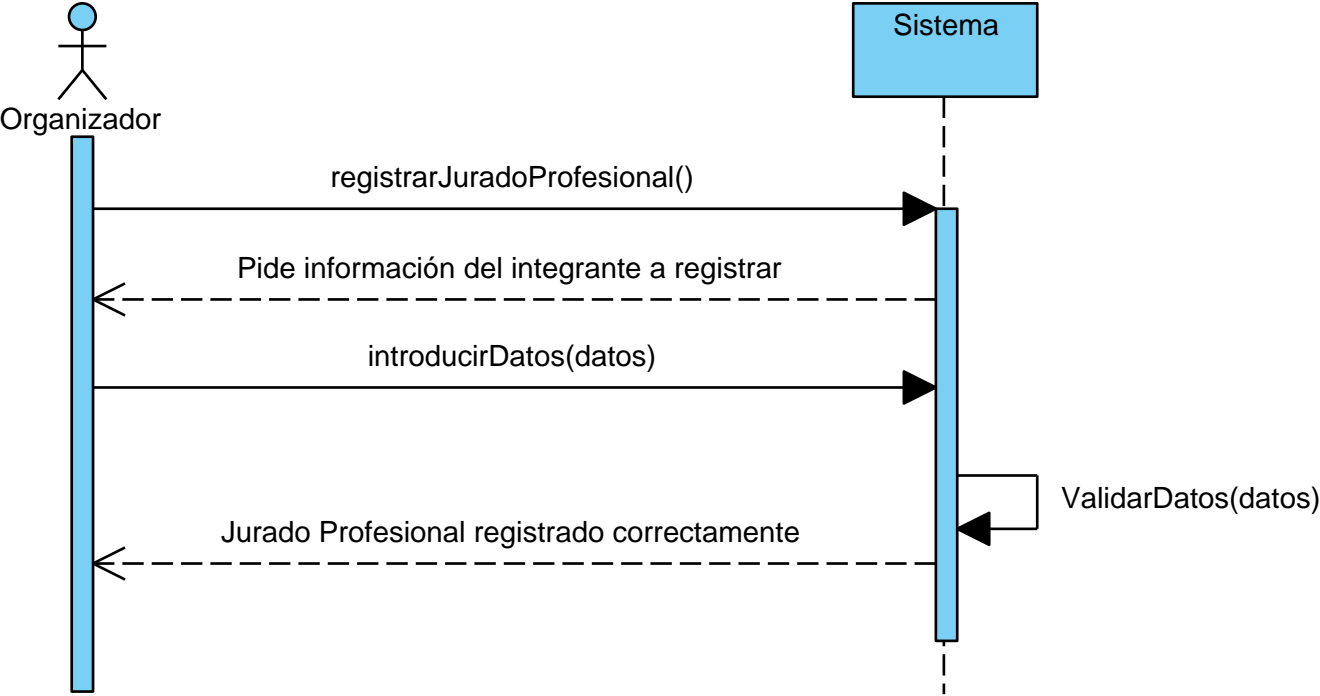 Sistema
Organizador
registrarJuradoProfesional()
Pide información del integrante a registrar
introducirDatos(datos)
ValidarDatos(datos)
Jurado Profesional registrado correctamente